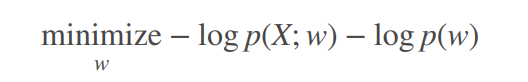 minimize − log p(X; w) − log p(w)
w